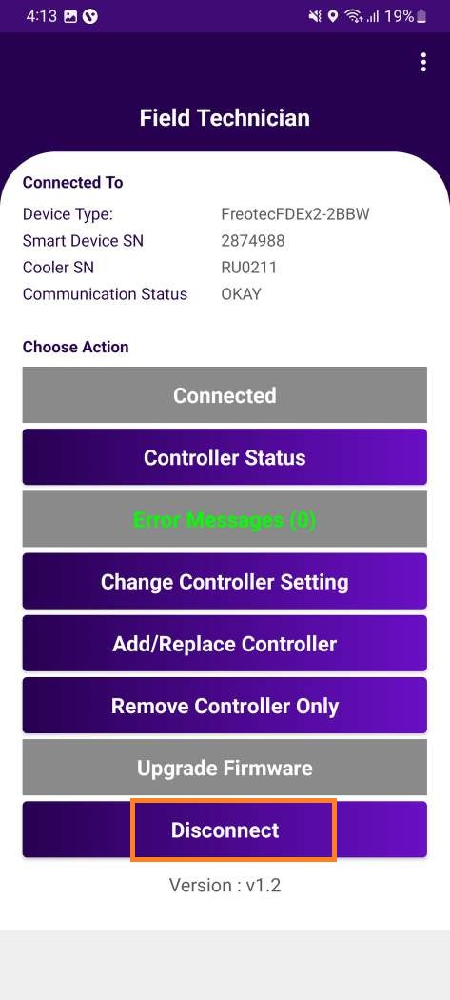 4:13 19%
Field Technician
Connected To
Device Type: FreotecFDEx2-2BBW
Smart Device SN 2874988
Cooler SN RU0211
Communication Status OKAY
Choose Action
Connected
Controller Status
Error Messages (0)
Change Controller Setting
Add/Replace Controller
Remove Controller Only
Upgrade Firmware
Disconnect
Version : v1.2